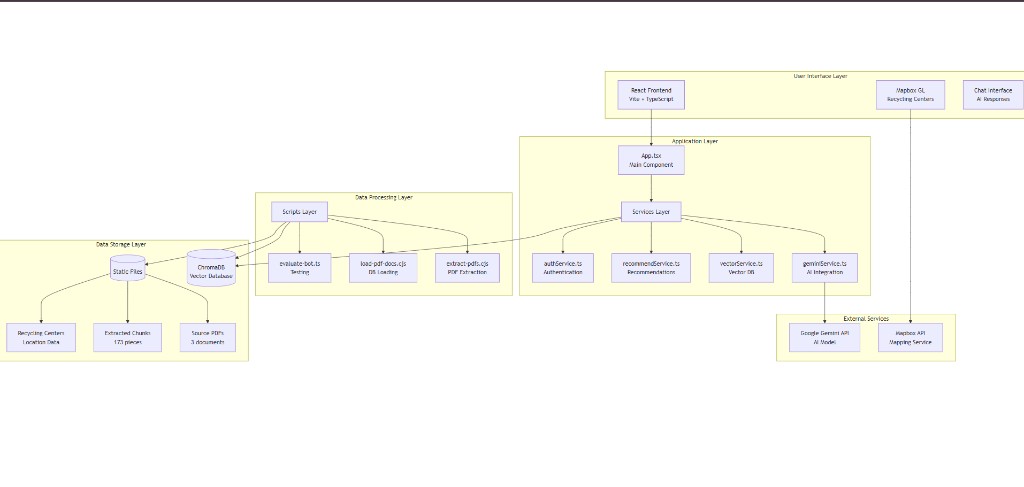 User Interface Layer
React Frontend
Vite + TypeScript
Mapbox GL
Recycling Centers
Chat Interface
AI Responses
Application Layer
App.tsx
Main Component
Services Layer
authService.ts
Authentication
recommendService.ts
Recommendations
vectorService.ts
Vector DB
geminiService.ts
AI Integration
Data Processing Layer
Scripts Layer
evaluate-bot.ts
Testing
load-pdf-docs.cjs
DB Loading
extract-pdfs.cjs
PDF Extraction
Data Storage Layer
Static Files
ChromaDB
Vector Database
Recycling Centers
Location Data
Extracted Chunks
173 pieces
Source PDFs
3 documents
External Services
Google Gemini API
AI Model
Mapbox API
Mapping Service